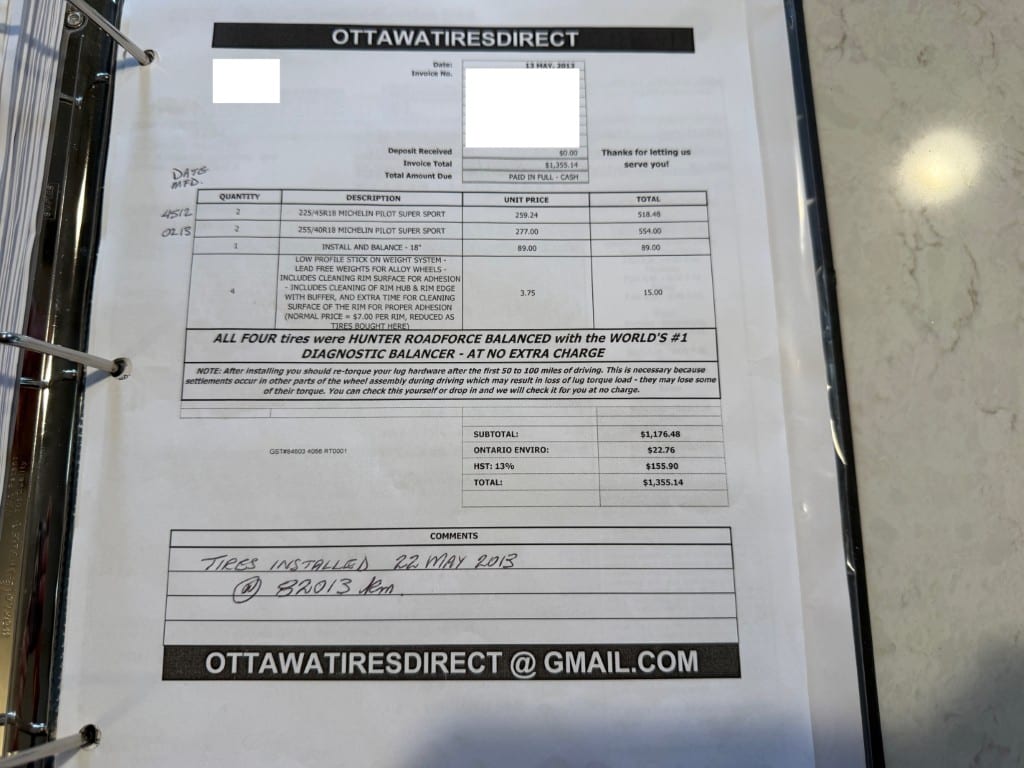 OTTAWATIRESDIRECT
Date: 13 MAY, 2013
Invoice No.
Deposit Received $0.00
Invoice Total $1,355.14
Total Amount Due PAID IN FULL - CASH
Thanks for letting us
serve you!
DATE
MFD.
QUANTITY DESCRIPTION UNIT PRICE TOTAL
4512 2 225/45R18 MICHELIN PILOT SUPER SPORT 259.24 518.48
0213 2 255/40R18 MICHELIN PILOT SUPER SPORT 277.00 554.00
1 INSTALL AND BALANCE - 18" 89.00 89.00
LOW PROFILE STICK ON WEIGHT SYSTEM -
LEAD FREE WEIGHTS FOR ALLOY WHEELS -
INCLUDES CLEANING RIM SURFACE FOR ADHESION
- INCLUDES CLEANING OF RIM HUB & RIM EDGE
4 WITH BUFFER, AND EXTRA TIME FOR CLEANING 3.75 15.00
SURFACE OF THE RIM FOR PROPER ADHESION
(NORMAL PRICE = $7.00 PER RIM, REDUCED AS
TIRES BOUGHT HERE)
ALL FOUR tires were HUNTER ROADFORCE BALANCED with the WORLD'S #1
DIAGNOSTIC BALANCER - AT NO EXTRA CHARGE
NOTE: After installing you should re-torque your lug hardware after the first 50 to 100 miles of driving. This is necessary because
settlements occur in other parts of the wheel assembly during driving which may result in loss of lug torque load - they may lose some
of their torque. You can check this yourself or drop in and we will check it for you at no charge.
SUBTOTAL: $1,176.48
GST#84603 4066 RT0001
ONTARIO ENVIRO: $22.76
HST: 13% $155.90
TOTAL: $1,355.14
COMMENTS
TIRES INSTALLED 22 MAY 2013
@ 82013 km.
OTTAWATIRESDIRECT @ GMAIL.COM